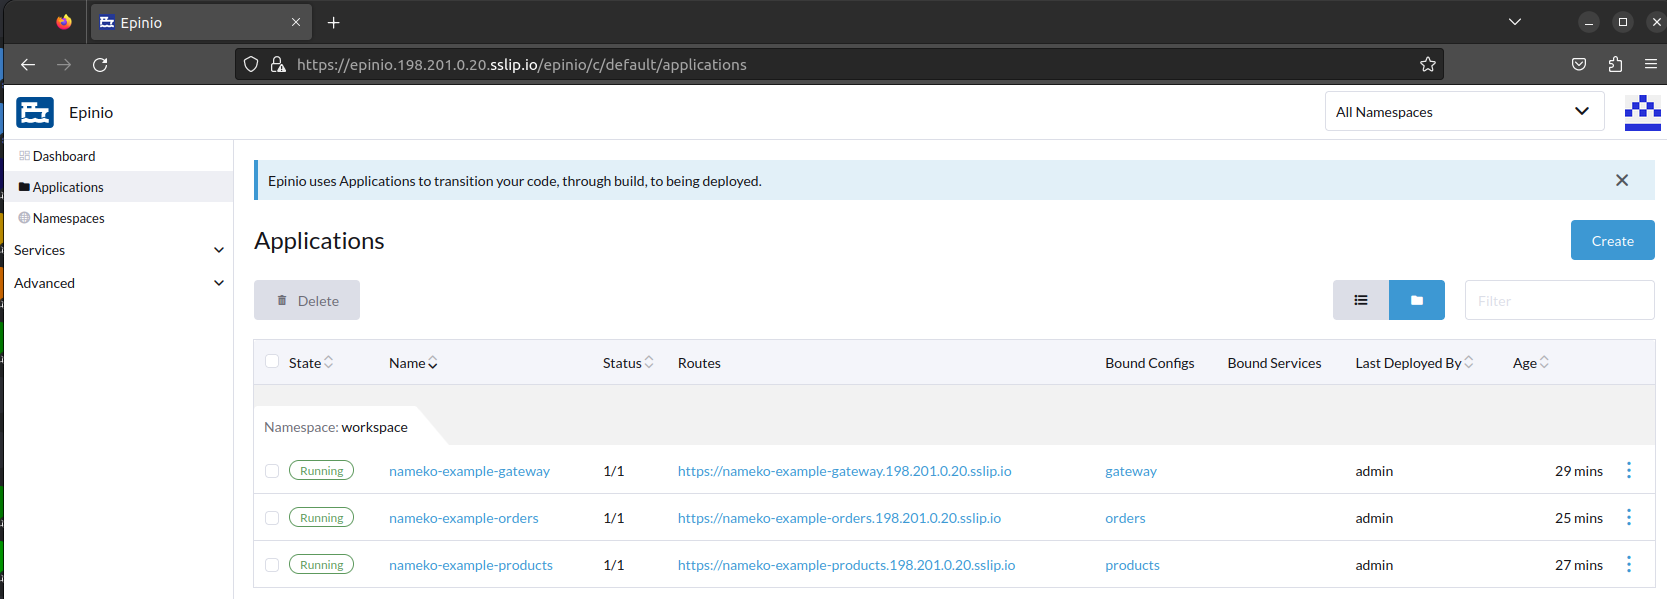 Epinio
https://epinio.198.201.0.20.sslip.io/epinio/c/default/applications
Epinio
All Namespaces
Dashboard
Applications
Namespaces
Services
Advanced
Epinio uses Applications to transition your code, through build, to being deployed.
Applications
Create
Delete
Filter
State Name Status Routes Bound Configs Bound Services Last Deployed By Age
Namespace: workspace
Running nameko-example-gateway 1/1 https://nameko-example-gateway.198.201.0.20.sslip.io gateway admin 29 mins
Running nameko-example-orders 1/1 https://nameko-example-orders.198.201.0.20.sslip.io orders admin 25 mins
Running nameko-example-products 1/1 https://nameko-example-products.198.201.0.20.sslip.io products admin 27 mins